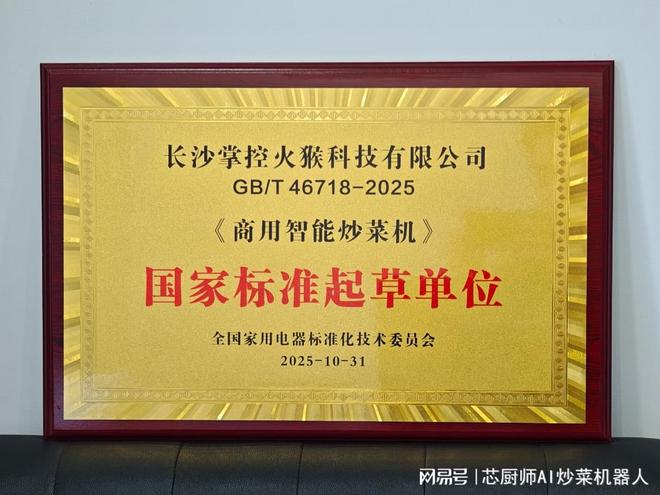 长沙掌控火猴科技有限公司
GB/T 46718-2025
《商用智能炒菜机》
国家标准起草单位
全国家用电器标准化技术委员会
2025-10-31
网易号 | 芯厨师AI炒菜机器人